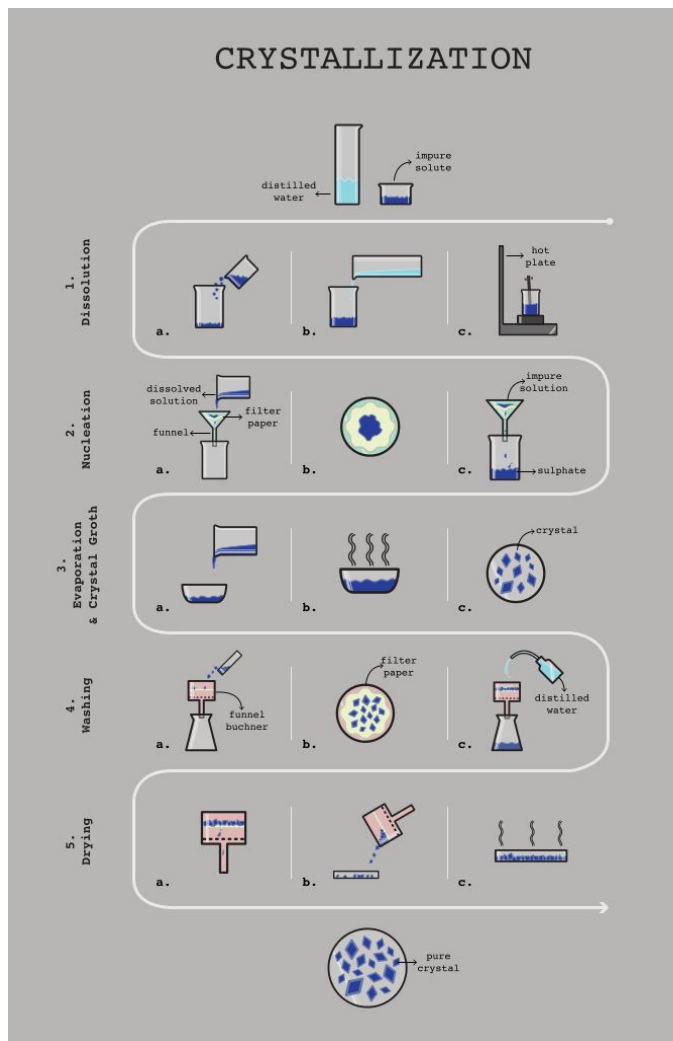 CRYSTALLIZATION
distilled
water
impure
solute
1.
Dissolution
a.
b.
c.
hot
plate
2.
Nucleation
dissolved
solution
filter
paper
funnel
a.
b.
c.
impure
solution
sulphate
3.
Evaporation
& Crystal Groth
a.
b.
c.
crystal
4.
Washing
a.
funnel
buchner
b.
filter
paper
c.
distilled
water
5.
Drying
a.
b.
c.
pure
crystal